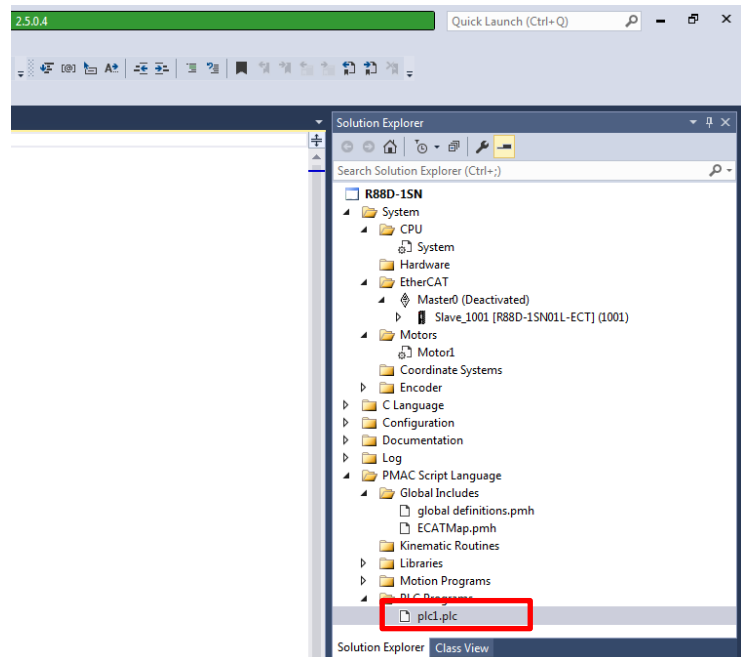 2.5.0.4
Quick Launch (Ctrl+Q)
Solution Explorer
Search Solution Explorer (Ctrl+;)
R88D-1SN
System
CPU
System
Hardware
EtherCAT
Master0 (Deactivated)
Slave_1001 [R88D-1SN01L-ECT] (1001)
Motors
Motor1
Coordinate Systems
Encoder
C Language
Configuration
Documentation
Log
PMAC Script Language
Global Includes
global definitions.pmh
ECATMap.pmh
Kinematic Routines
Libraries
Motion Programs
PLC Programs
plc1.plc
Solution Explorer Class View